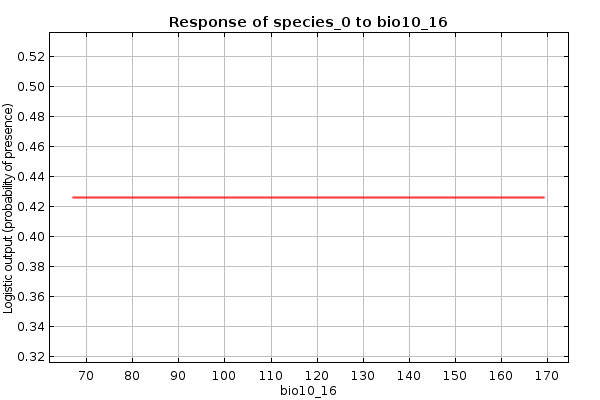 Response of species_0 to bio10_16
Logistic output (probability of presence)
0.52
0.50
0.48
0.46
0.44
0.42
0.40
0.38
0.36
0.34
0.32
70 80 90 100 110 120 130 140 150 160 170
bio10_16